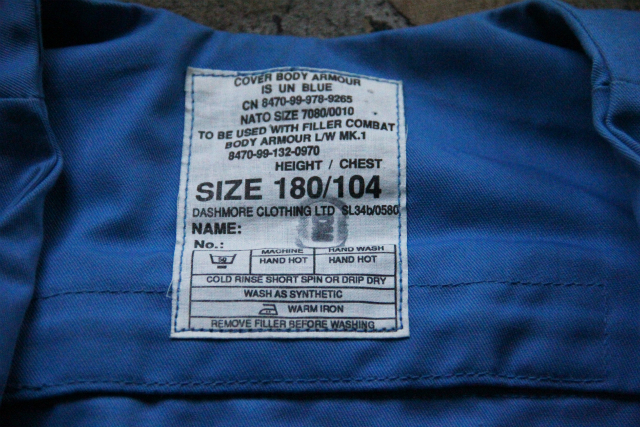 COVER BODY ARMOUR
IS UN BLUE
CN 8470-99-978-9265
NATO SIZE 7080/0010
TO BE USED WITH FILLER COMBAT
BODY ARMOUR L/W MK.1
8470-99-132-0970
HEIGHT / CHEST
SIZE 180/104
DASHMORE CLOTHING LTD SL34b/0580
NAME:
No.:
MACHINE HAND WASH
HAND HOT HAND HOT
COLD RINSE SHORT SPIN OR DRIP DRY
WASH AS SYNTHETIC
WARM IRON
REMOVE FILLER BEFORE WASHING